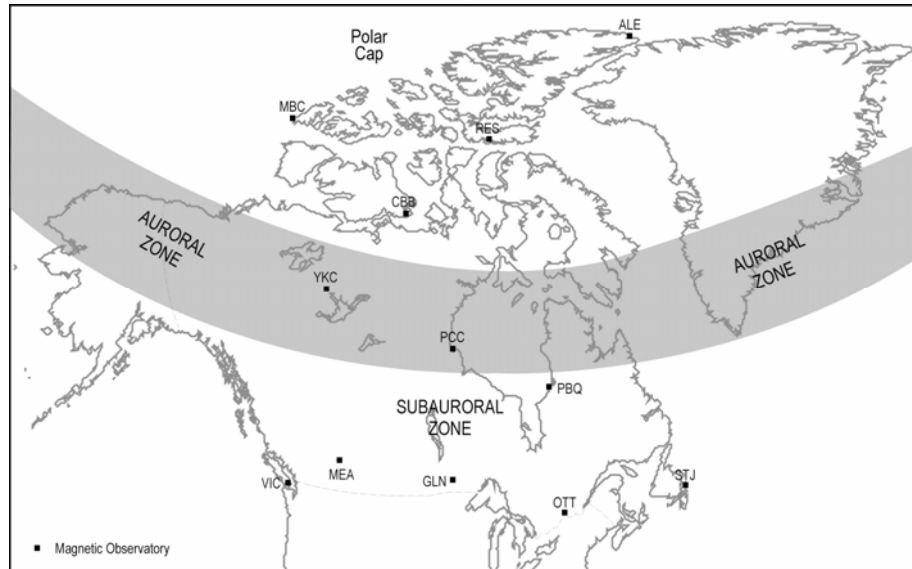 ALE
Polar
Cap
MBC
RES
CBB
AURORAL
ZONE
AURORAL
ZONE
YKC
PCC
PBQ
SUBAURORAL
ZONE
MEA
VIC
GLN
STJ
OTT
Magnetic Observatory